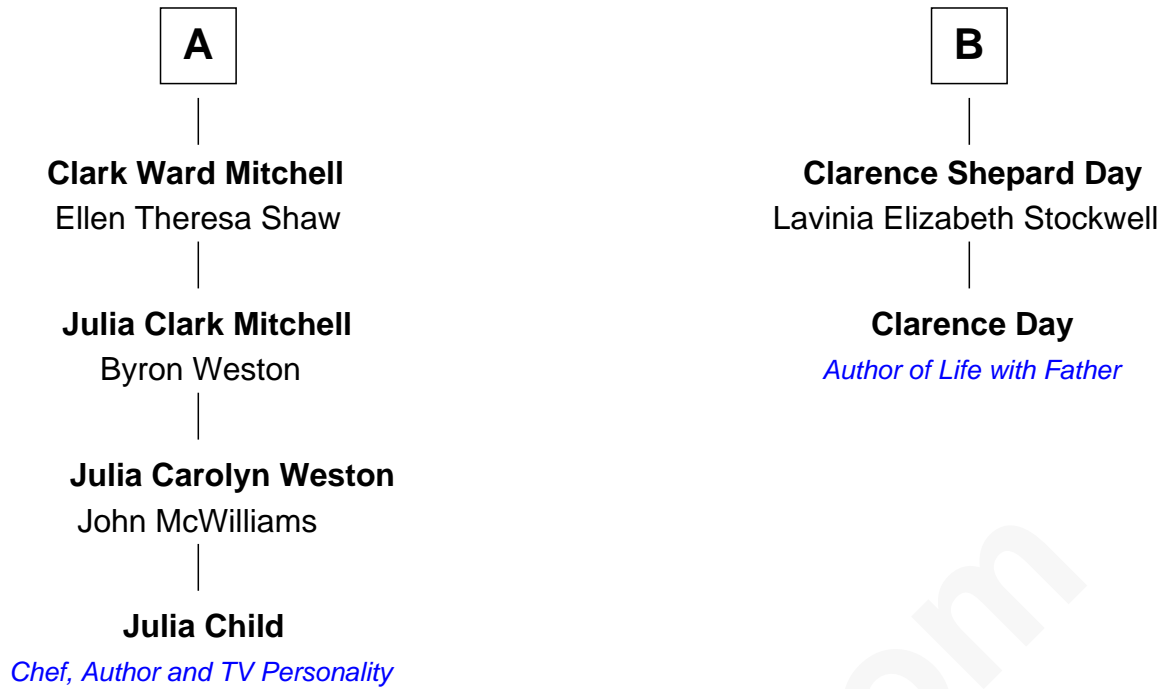 A
Clark Ward Mitchell
Ellen Theresa Shaw
Julia Clark Mitchell
Byron Weston
Julia Carolyn Weston
John McWilliams
Julia Child
Chef, Author and TV Personality
B
Clarence Shepard Day
Lavinia Elizabeth Stockwell
Clarence Day
Author of Life with Father
om